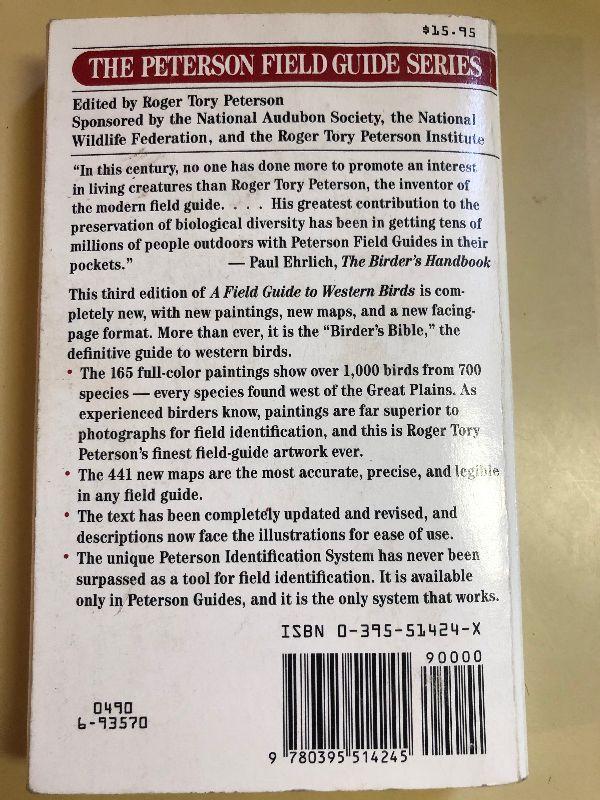 $15.95
THE PETERSON FIELD GUIDE SERIES
Edited by Roger Tory Peterson
Sponsored by the National Audubon Society, the National
Wildlife Federation, and the Roger Tory Peterson Institute
“In this century, no one has done more to promote an interest
in living creatures than Roger Tory Peterson, the inventor of
the modern field guide. . . . His greatest contribution to the
preservation of biological diversity has been in getting tens of
millions of people outdoors with Peterson Field Guides in their
pockets.” — Paul Ehrlich, The Birder's Handbook
This third edition of A Field Guide to Western Birds is com-
pletely new, with new paintings, new maps, and a new facing-
page format. More than ever, it is the “Birder's Bible,” the
definitive guide to western birds.
• The 165 full-color paintings show over 1,000 birds from 700
species — every species found west of the Great Plains. As
experienced birders know, paintings are far superior to
photographs for field identification, and this is Roger Tory
Peterson's finest field-guide artwork ever.
• The 441 new maps are the most accurate, precise, and legible
in any field guide.
• The text has been completely updated and revised, and
descriptions now face the illustrations for ease of use.
• The unique Peterson Identification System has never been
surpassed as a tool for field identification. It is available
only in Peterson Guides, and it is the only system that works.
ISBN 0-395-51424-X
90000
0490
6-93570
9 780395 514245